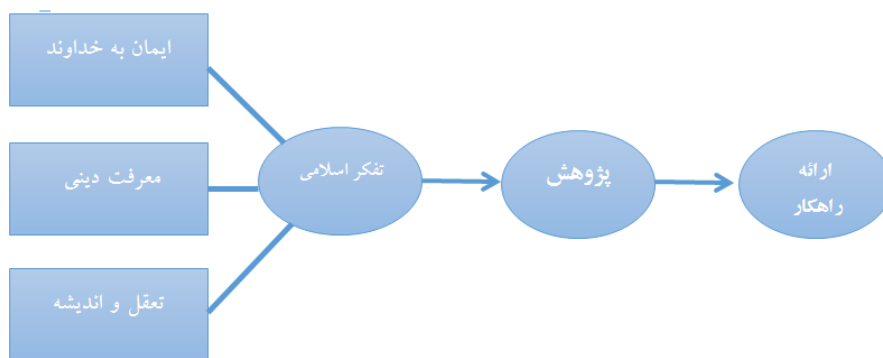 ایمان به خداوند
معرفت دینی
تعقل و اندیشه
تفکر اسلامی
پژوهش
ارائه
راهکار